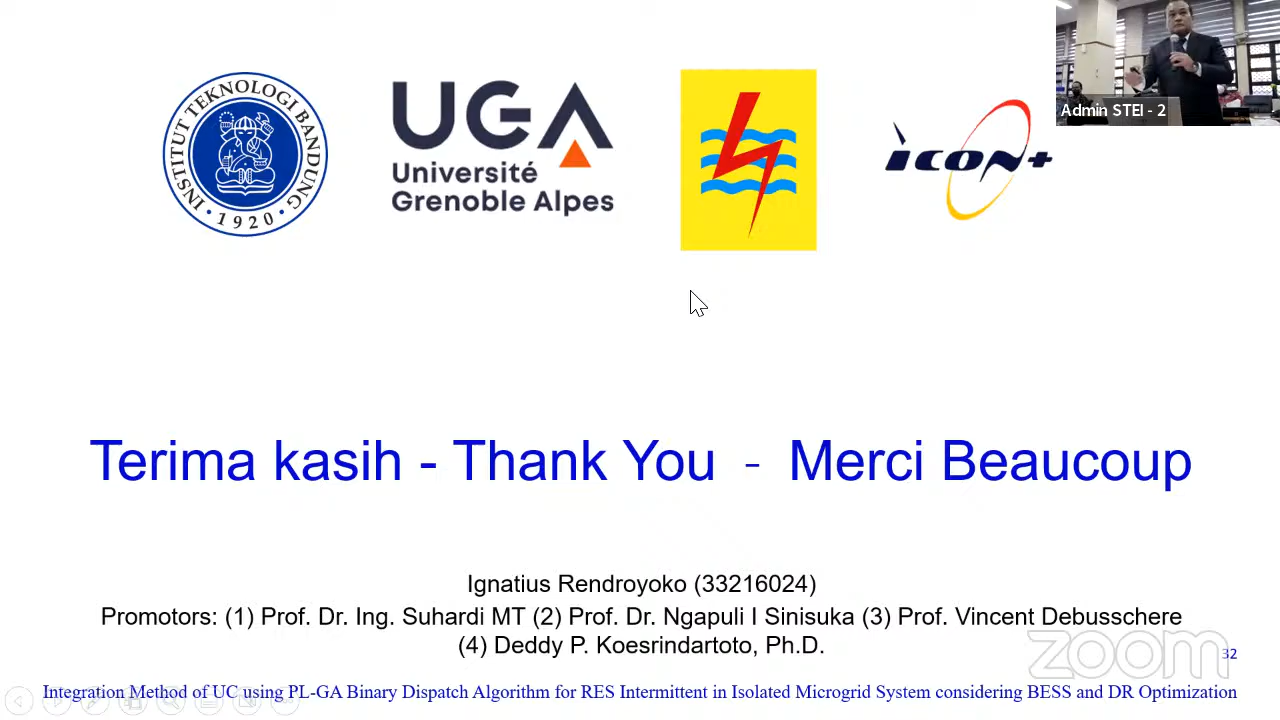 INSTITUT TEKNOLOGI BANDUNG
1920
UGA
Université
Grenoble Alpes
icon+
Admin STEI - 2
Terima kasih - Thank You - Merci Beaucoup
Ignatius Rendroyoko (33216024)
Promotors: (1) Prof. Dr. Ing. Suhardi MT (2) Prof. Dr. Ngapuli I Sinisuka (3) Prof. Vincent Debusschere
(4) Deddy P. Koesrindartoto, Ph.D.
zoom
32
Integration Method of UC using PL-GA Binary Dispatch Algorithm for RES Intermittent in Isolated Microgrid System considering BESS and DR Optimization